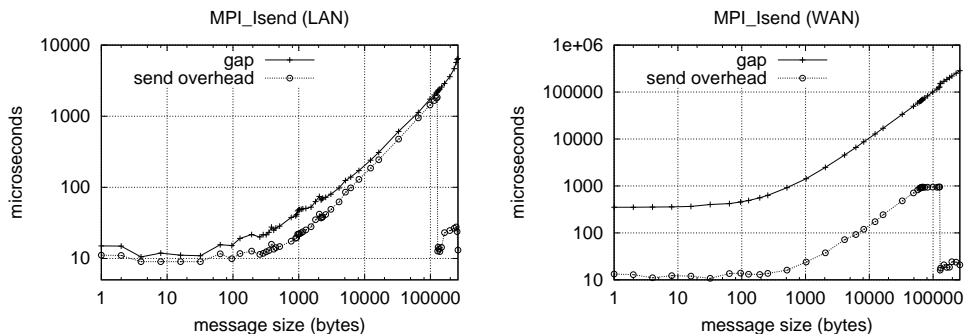 MPI_Isend (LAN)
10000
1000
100
10
1 10 100 1000 10000 100000
microseconds
message size (bytes)
gap
send overhead
MPI_Isend (WAN)
1e+06
100000
10000
1000
100
10
1 10 100 1000 10000 100000
microseconds
message size (bytes)
gap
send overhead